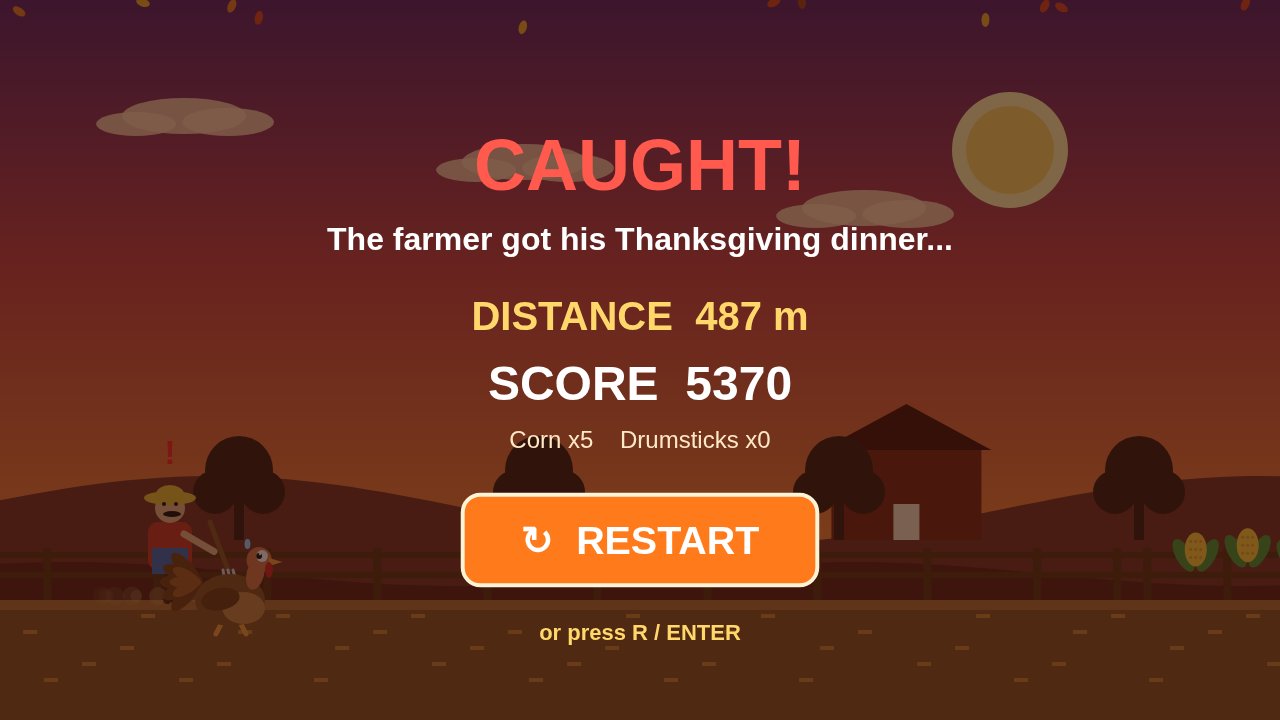 CAUGHT!
The farmer got his Thanksgiving dinner...
DISTANCE 487 m
SCORE 5370
Corn x5 Drumsticks x0
!
↻ RESTART
or press R / ENTER